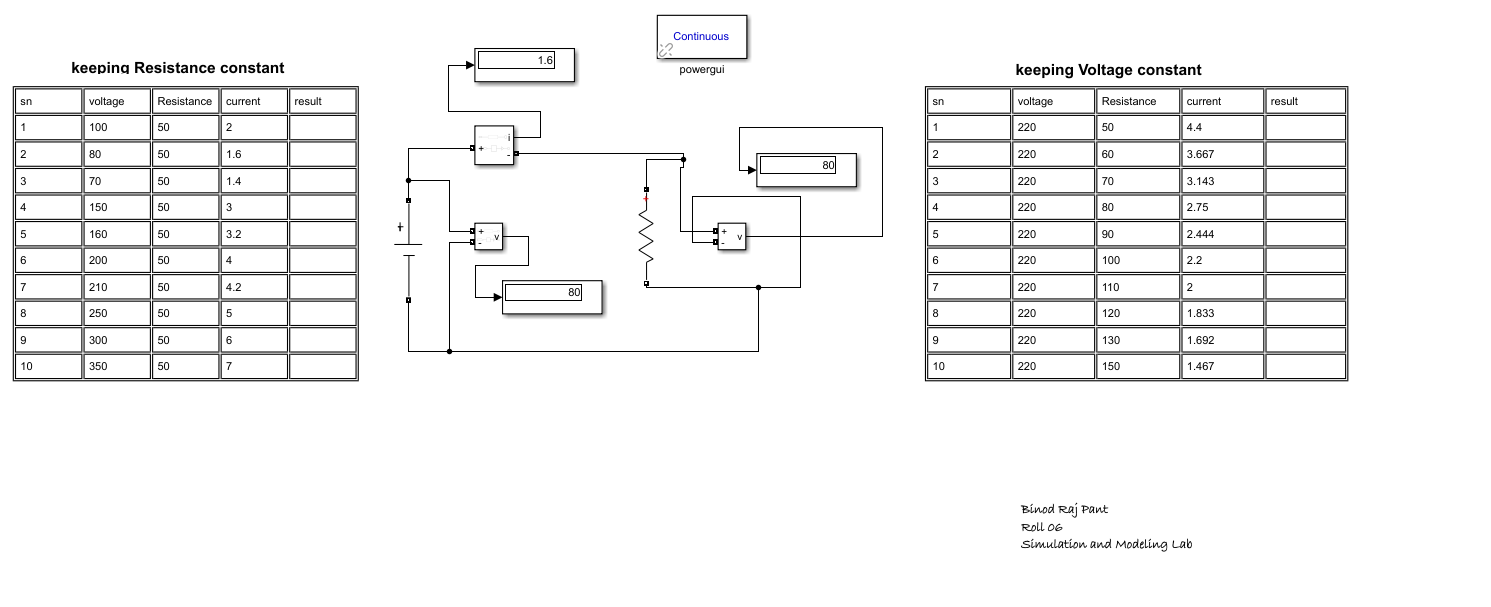 keeping Resistance constant
sn voltage Resistance current result
1 100 50 2
2 80 50 1.6
3 70 50 1.4
4 150 50 3
5 160 50 3.2
6 200 50 4
7 210 50 4.2
8 250 50 5
9 300 50 6
10 350 50 7
1.6
Continuous
powergui
i
+
-
+
+
-
v
80
+
+
-
v
80
keeping Voltage constant
sn voltage Resistance current result
1 220 50 4.4
2 220 60 3.667
3 220 70 3.143
4 220 80 2.75
5 220 90 2.444
6 220 100 2.2
7 220 110 2
8 220 120 1.833
9 220 130 1.692
10 220 150 1.467
Binod Raj Pant
Roll 06
Simulation and Modeling Lab